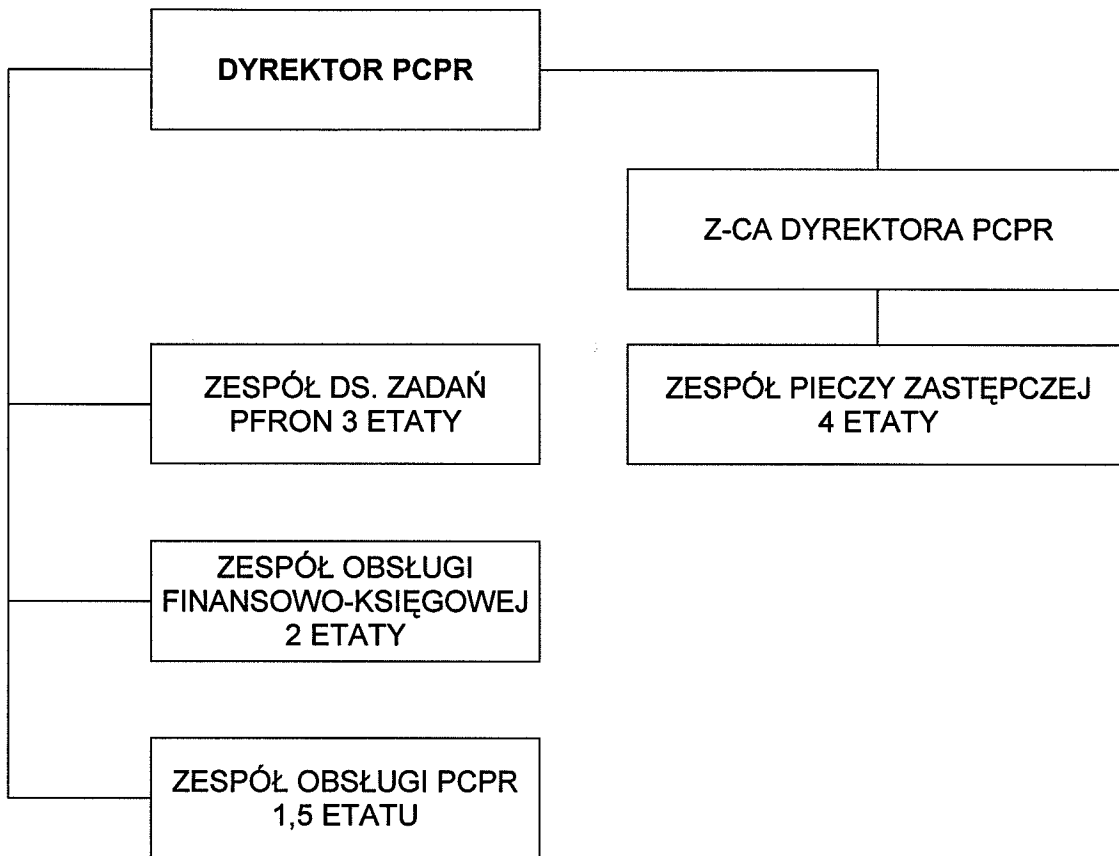 DYREKTOR PCPR
Z-CA DYREKTORA PCPR
ZESPÓŁ DS. ZADAŃ
PFRON 3 ETATY
ZESPÓŁ PIECZY ZASTĘPCZEJ
4 ETATY
ZESPÓŁ OBSŁUGI
FINANSOWO-KSIĘGOWEJ
2 ETATY
ZESPÓŁ OBSŁUGI PCPR
1,5 ETATU